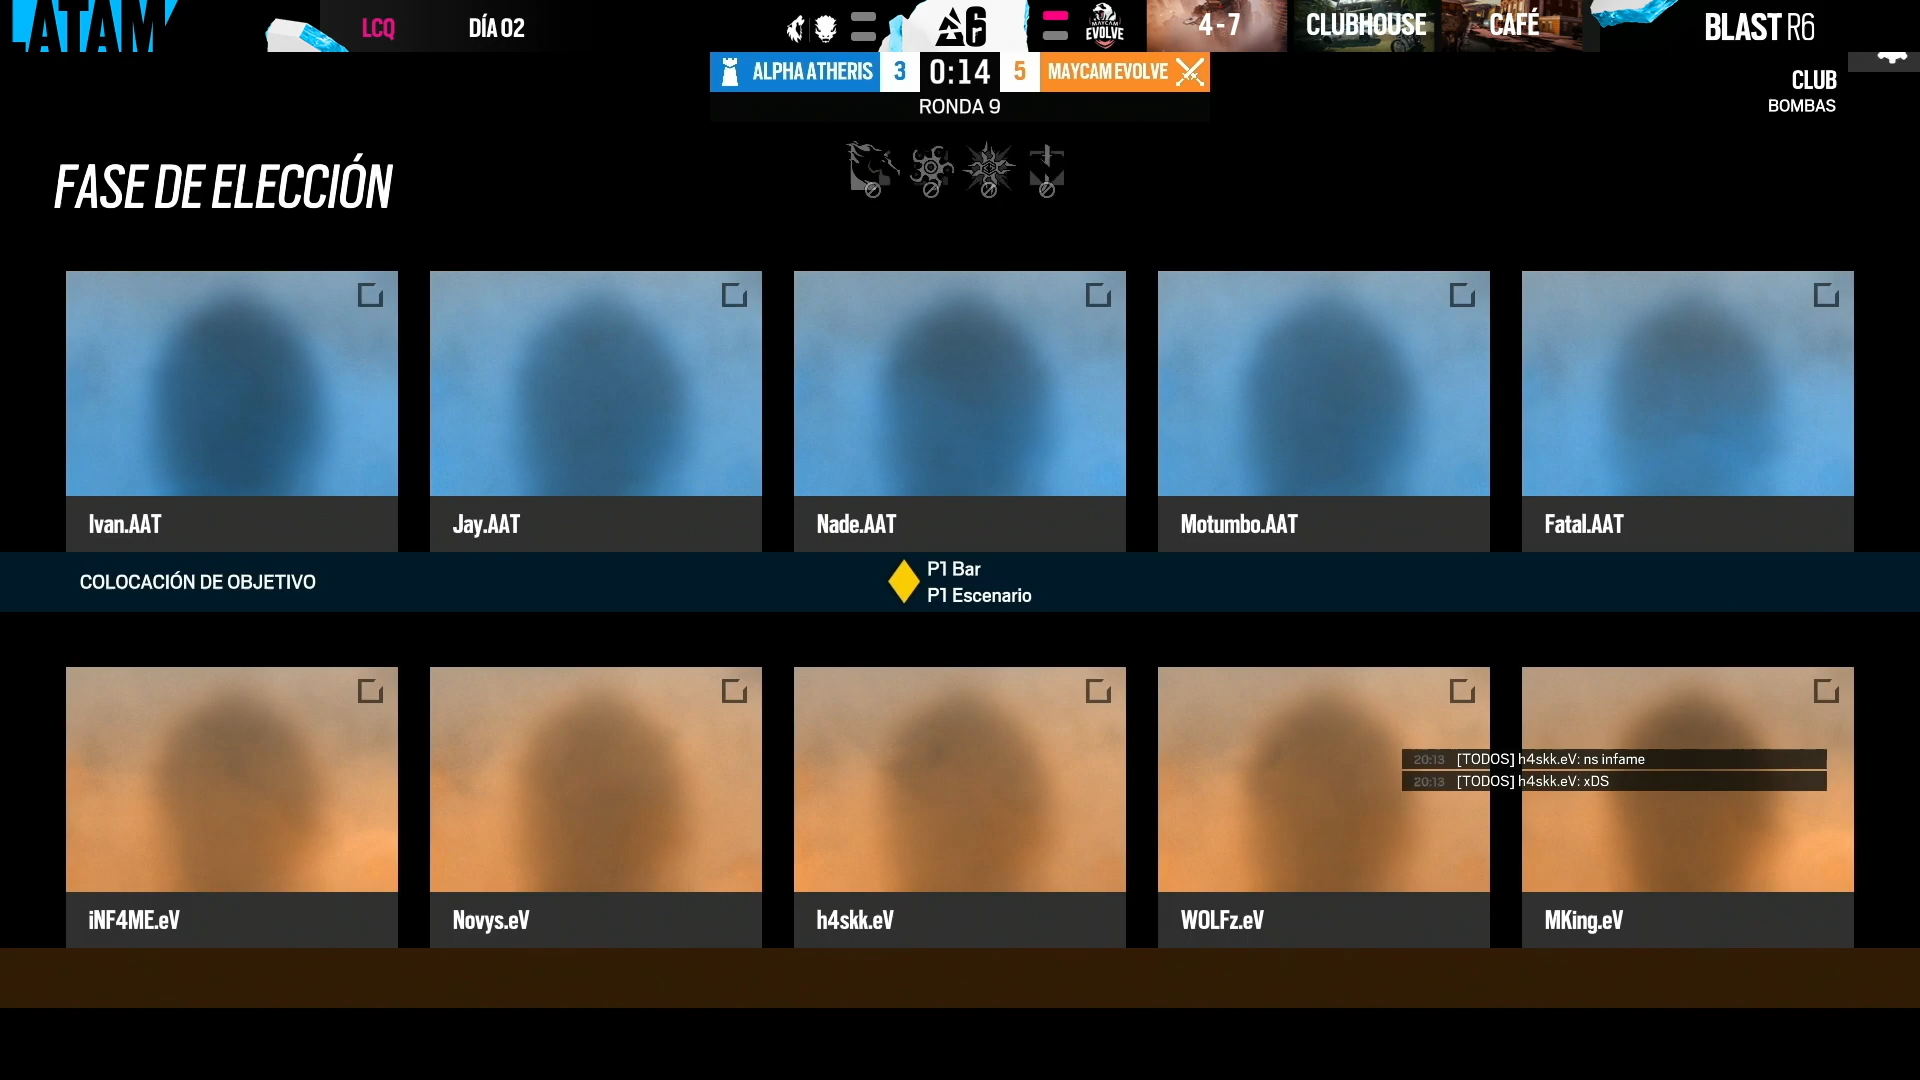 LATAM
LCQ
DÍA 02
6
MAYCAM
EVOLVE
4 - 7
CLUBHOUSE
CAFÉ
BLAST R6
ALPHA ATHERIS
3
0:14
5
MAYCAM EVOLVE
RONDA 9
CLUB
BOMBAS
FASE DE ELECCIÓN
Ivan.AAT
Jay.AAT
Nade.AAT
Motumbo.AAT
Fatal.AAT
COLOCACIÓN DE OBJETIVO
P1 Bar
P1 Escenario
20:13 [TODOS] h4skk.eV: ns infame
20:13 [TODOS] h4skk.eV: xDS
iNF4ME.eV
Novys.eV
h4skk.eV
WOLFz.eV
MKing.eV